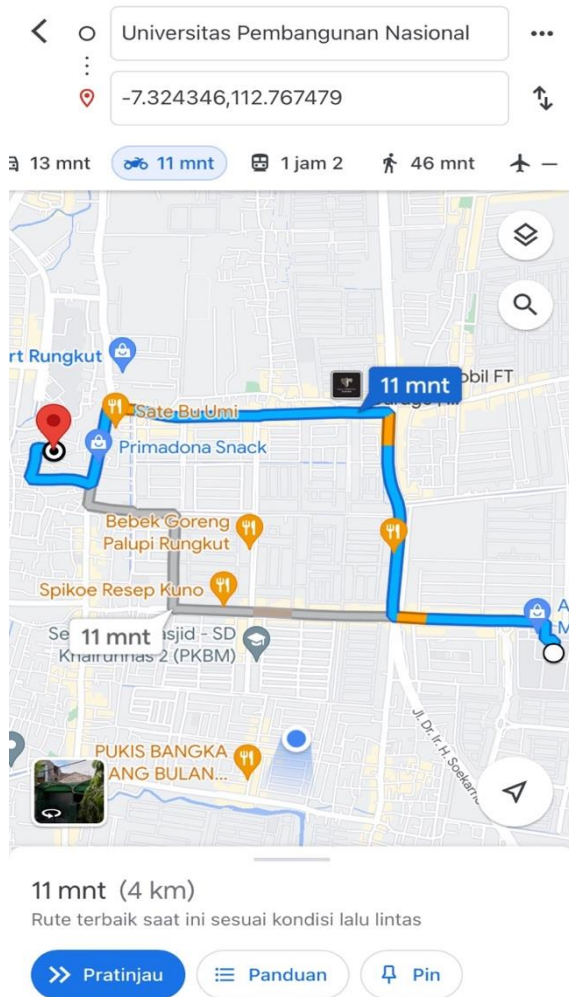 Universitas Pembangunan Nasional
-7.324346,112.767479
13 mnt
11 mnt
1 jam 2
46 mnt
—
rt Rungkut
11 mnt
obil FT
Sate Bu Umi
Primadona Snack
Bebek Goreng
Palupi Rungkut
Spikoe Resep Kuno
11 mnt
asjid - SD
Khairunnas 2 (PKBM)
A
M
Jl. Dr. Ir. H. Soekarno
PUKIS BANGKA
ANG BULAN...
11 mnt (4 km)
Rute terbaik saat ini sesuai kondisi lalu lintas
Pratinjau
Panduan
Pin